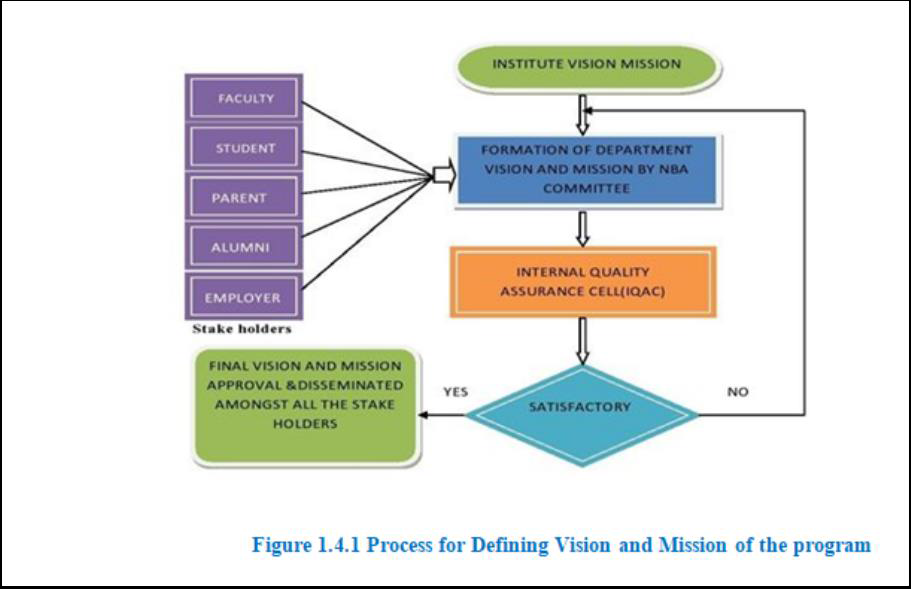 INSTITUTE VISION MISSION
FACULTY
STUDENT
PARENT
ALUMNI
EMPLOYER
Stake holders
FORMATION OF DEPARTMENT
VISION AND MISSION BY NBA
COMMITTEE
INTERNAL QUALITY
ASSURANCE CELL(IQAC)
SATISFACTORY
YES
NO
FINAL VISION AND MISSION
APPROVAL &DISSEMINATED
AMONGST ALL THE STAKE
HOLDERS
Figure 1.4.1 Process for Defining Vision and Mission of the program